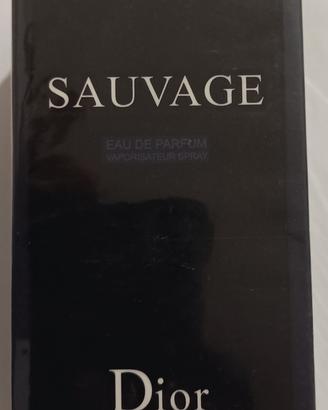 SAUVAGE
EAU DE PARFUM
VAPORISATEUR SPRAY
Dior